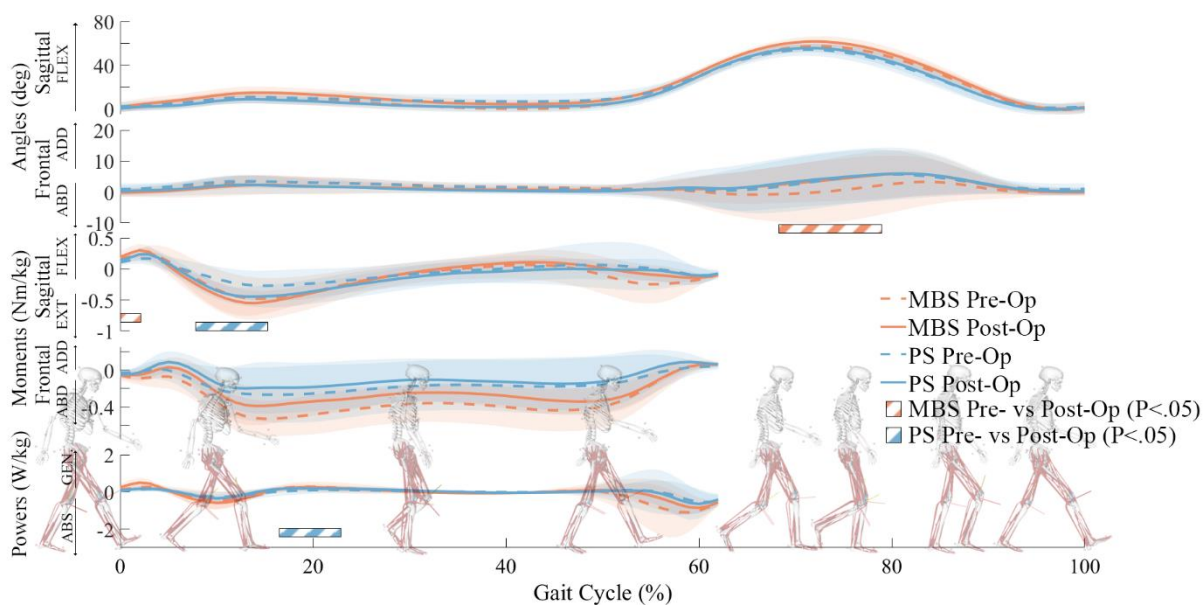 80
40
0
Sagittal
FLEX
Angles (deg)
20
10
0
-10
Frontal
ADD
ABD
0.5
0
-0.5
-1
Moments (Nm/kg)
Sagittal
FLEX
EXT
0
-0.4
Frontal
ADD
ABD
2
0
-2
Powers (W/kg)
GEN.
ABS
MBS Pre-Op
MBS Post-Op
PS Pre-Op
PS Post-Op
MBS Pre- vs Post-Op (P<.05)
PS Pre- vs Post-Op (P<.05)
0 20 40 60 80 100
Gait Cycle (%)